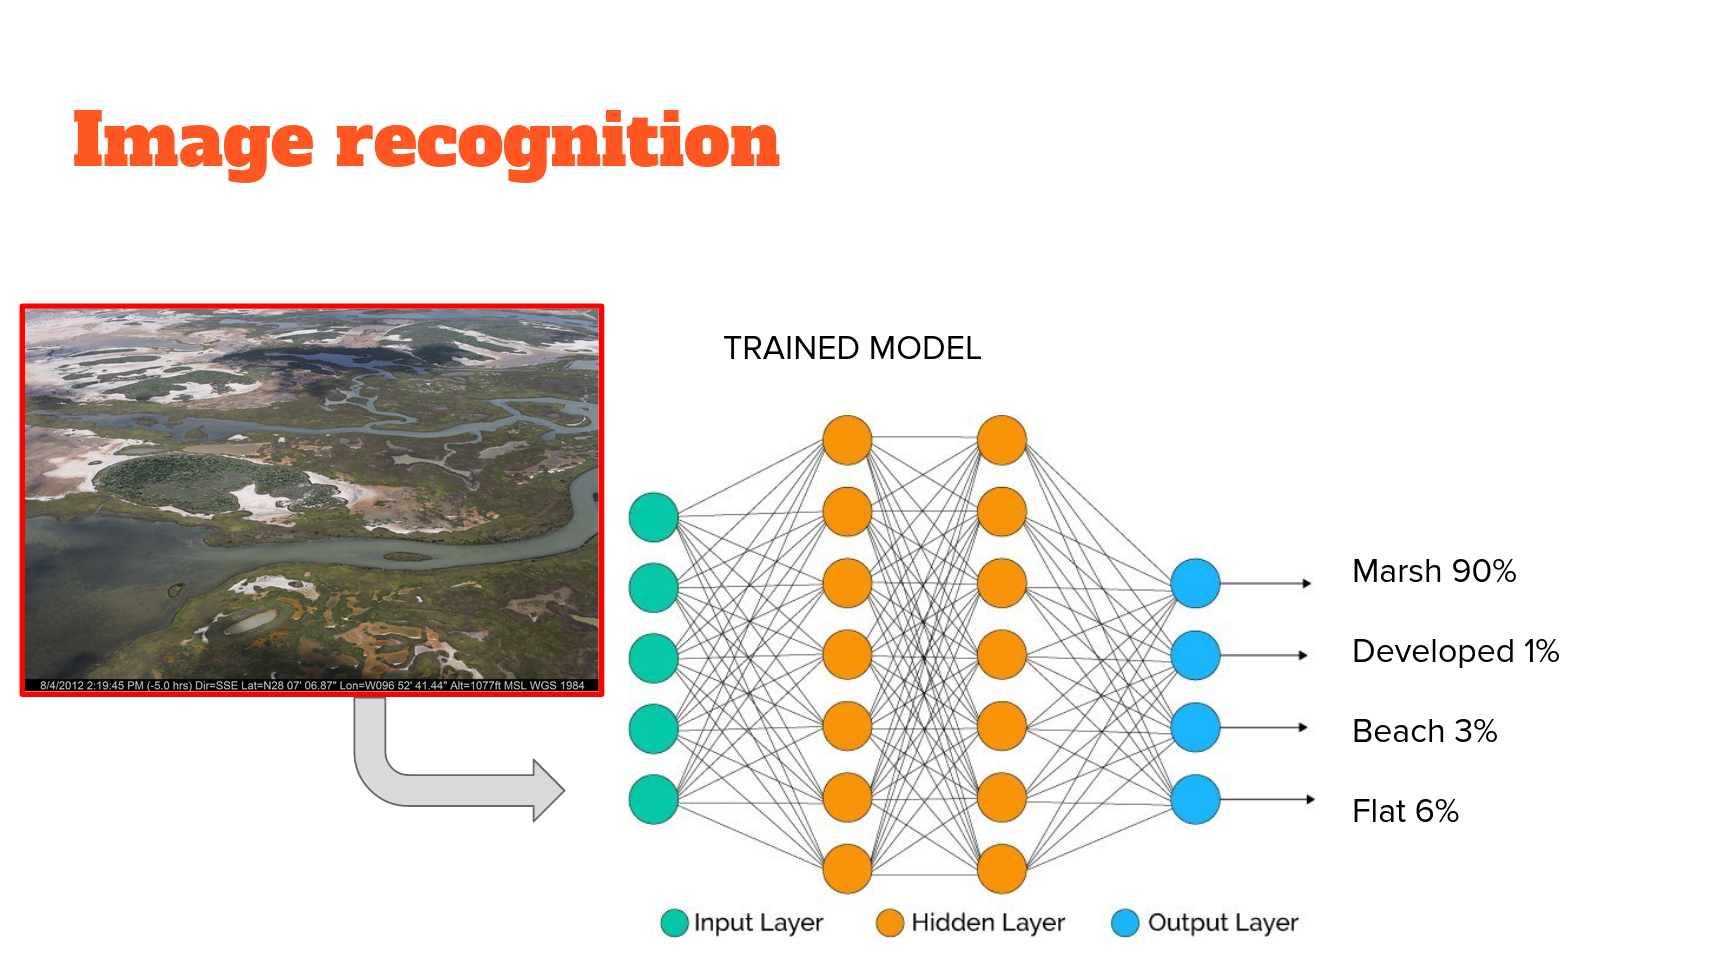 Image recognition
TRAINED MODEL
Marsh 90%
Developed 1%
Beach 3%
Flat 6%
8/4/2012 2:19:45 PM (-5.0 hrs) Dir=SSE Lat=N28 07' 06.87" Lon=W096 52' 41.44" Alt=1077ft MSL WGS 1984
Input Layer
Hidden Layer
Output Layer